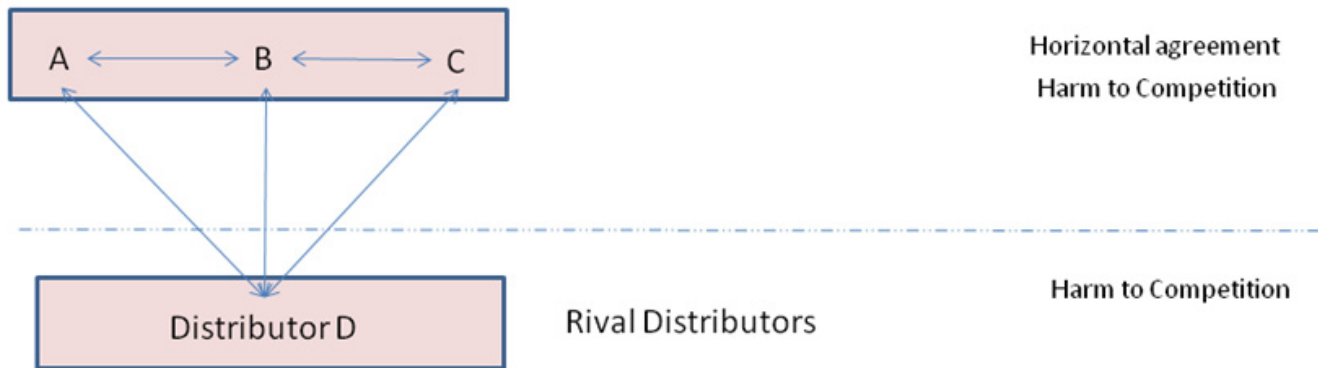 A B C
Horizontal agreement
Harm to Competition
Distributor D
Rival Distributors
Harm to Competition